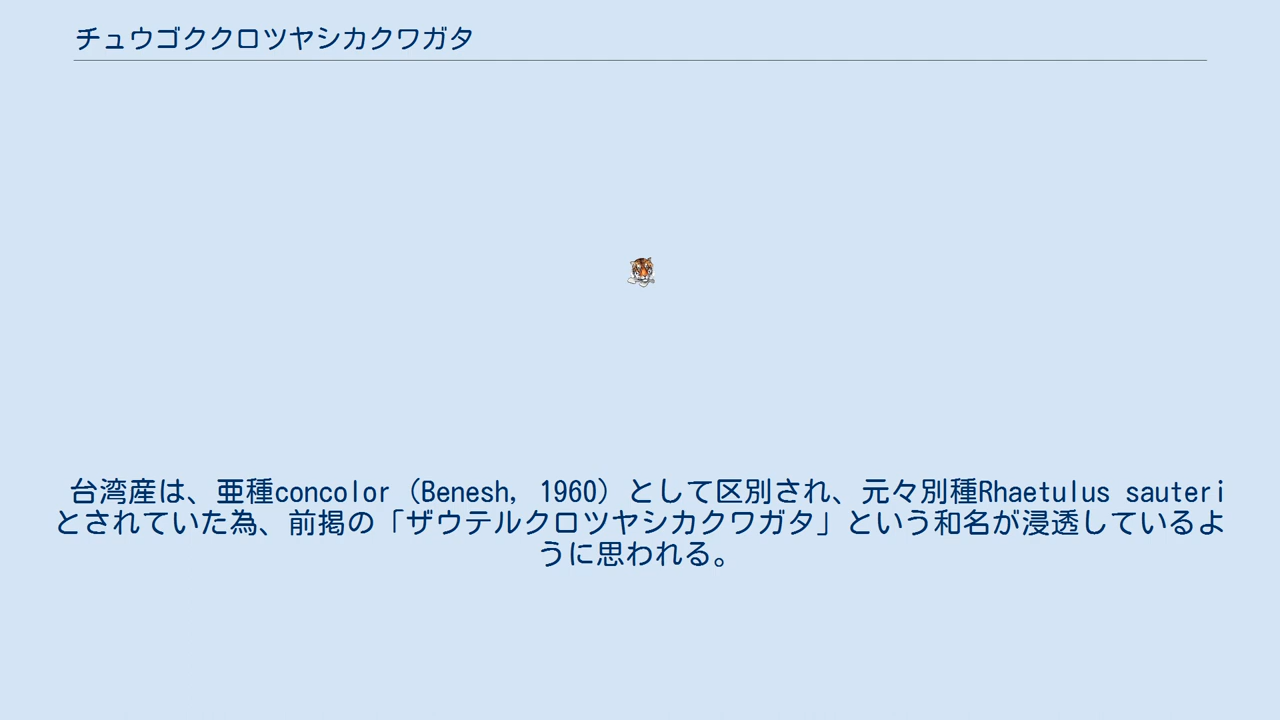 チュウゴククロツヤシカクワガタ
台湾産は、亜種concolor（Benesh, 1960）として区別され、元々別種Rhaetulus sauteri
とされていた為、前掲の「ザウテルクロツヤシカクワガタ」という和名が浸透しているよ
うに思われる。